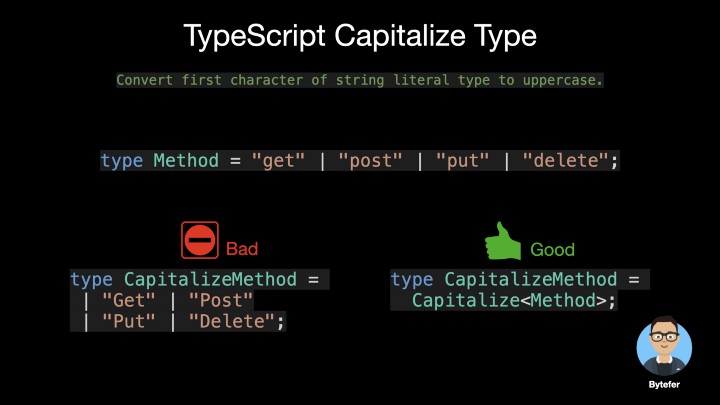 TypeScript Capitalize Type
Convert first character of string literal type to uppercase.
type Method = "get" | "post" | "put" | "delete";
Bad
type CapitalizeMethod =
| "Get" | "Post"
| "Put" | "Delete";
Good
type CapitalizeMethod =
Capitalize<Method>;
Bytefer